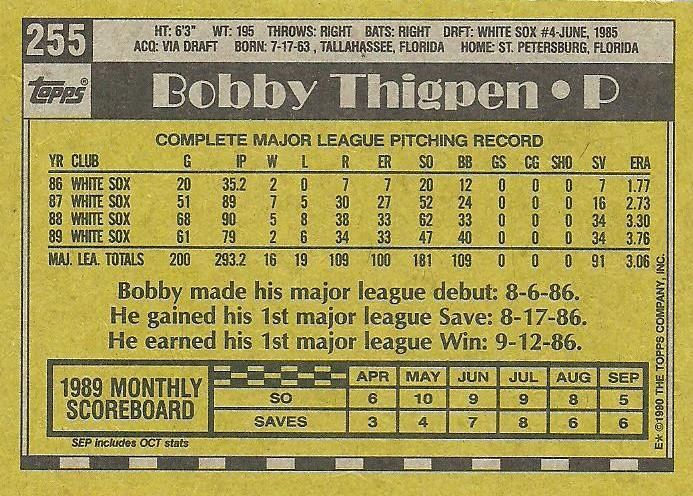 255
HT: 6'3" WT: 195 THROWS: RIGHT BATS: RIGHT DRFT: WHITE SOX #4-JUNE, 1985
ACQ: VIA DRAFT BORN: 7-17-63, TALLAHASSEE, FLORIDA HOME: ST. PETERSBURG, FLORIDA
TOPPS®
Bobby Thigpen • P
COMPLETE MAJOR LEAGUE PITCHING RECORD
YR CLUB G IP W L R ER SO BB GS CG SHO SV ERA
86 WHITE SOX 20 35.2 2 0 7 7 20 12 0 0 0 7 1.77
87 WHITE SOX 51 89 7 5 30 27 52 24 0 0 0 16 2.73
88 WHITE SOX 68 90 5 8 38 33 62 33 0 0 0 34 3.30
89 WHITE SOX 61 79 2 6 34 33 47 40 0 0 0 34 3.76
MAJ. LEA. TOTALS 200 293.2 16 19 109 100 181 109 0 0 0 91 3.06
Bobby made his major league debut: 8-6-86.
He gained his 1st major league Save: 8-17-86.
He earned his 1st major league Win: 9-12-86.
1989 MONTHLY SCOREBOARD
APR MAY JUN JUL AUG SEP
SO 6 10 9 9 8 5
SAVES 3 4 7 8 6 6
SEP includes OCT stats
E* ©1990 THE TOPPS COMPANY, INC.